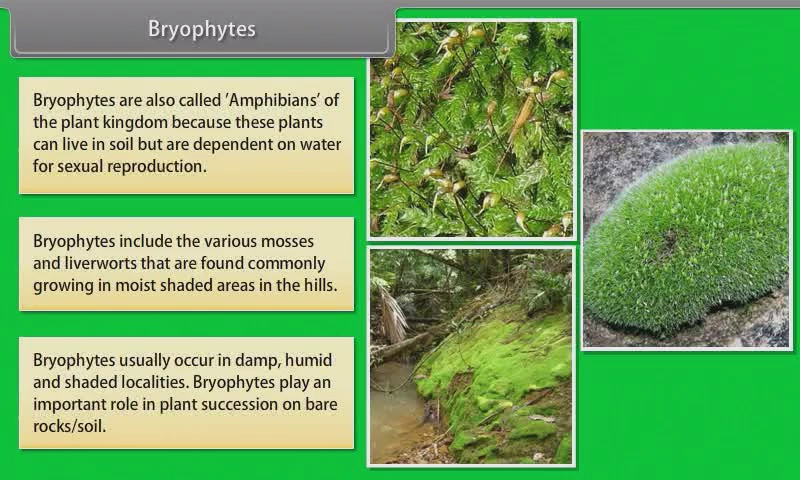 Bryophytes
Bryophytes are also called ‘Amphibians’ of
the plant kingdom because these plants
can live in soil but are dependent on water
for sexual reproduction.
Bryophytes include the various mosses
and liverworts that are found commonly
growing in moist shaded areas in the hills.
Bryophytes usually occur in damp, humid
and shaded localities. Bryophytes play an
important role in plant succession on bare
rocks/soil.